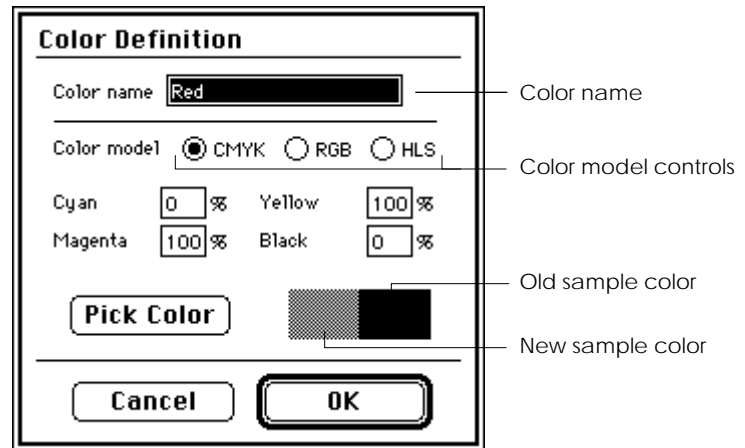 Color Definition
Color name Red
Color name
Color model CMYK RGB HLS
Color model controls
Cyan 0 % Yellow 100 %
Magenta 100 % Black 0 %
Old sample color
Pick Color
New sample color
Cancel OK